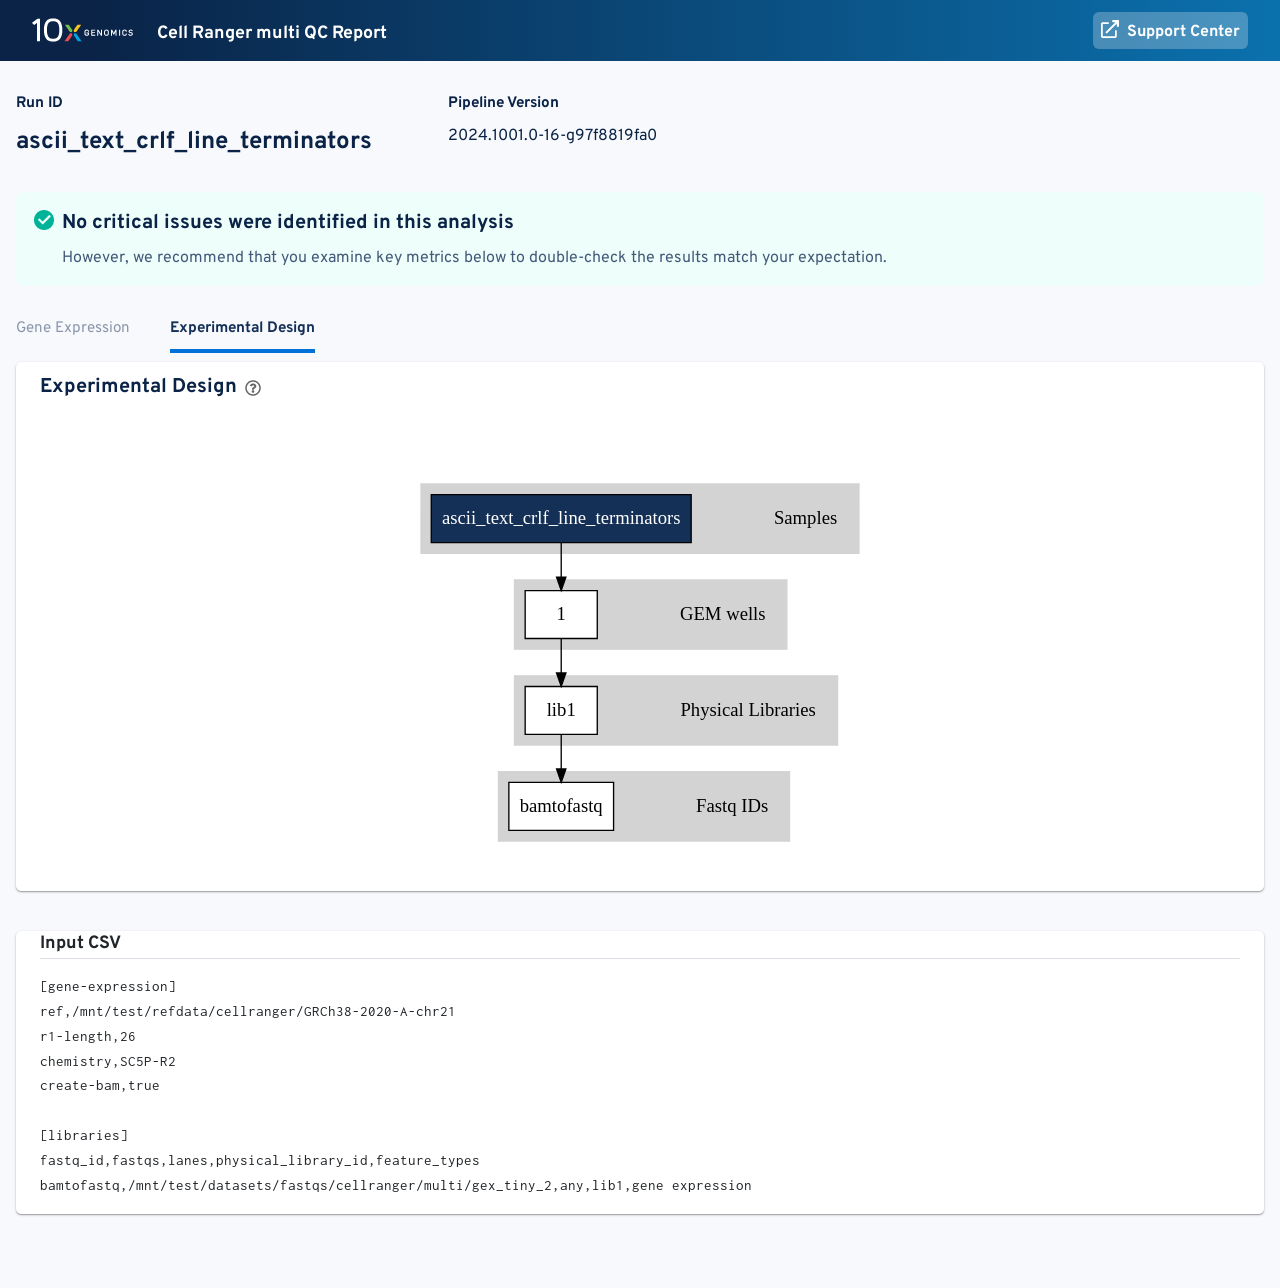 10x GENOMICS Cell Ranger multi QC Report Support Center
Run ID Pipeline Version
ascii_text_crlf_line_terminators 2024.1001.0-16-g97f8819fa0
No critical issues were identified in this analysis
However, we recommend that you examine key metrics below to double-check the results match your expectation.
Gene Expression Experimental Design
Experimental Design ?
ascii_text_crlf_line_terminators Samples
1 GEM wells
lib1 Physical Libraries
bamtofastq Fastq IDs
Input CSV
[gene-expression]
ref,/mnt/test/refdata/cellranger/GRCh38-2020-A-chr21
r1-length,26
chemistry,SC5P-R2
create-bam,true
[libraries]
fastq_id,fastqs,lanes,physical_library_id,feature_types
bamtofastq,/mnt/test/datasets/fastqs/cellranger/multi/gex_tiny_2,any,lib1,gene expression